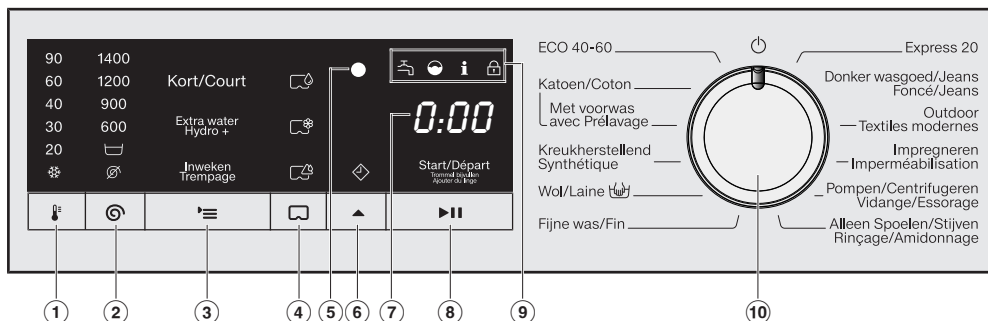 90
60
40
30
20
1400
1200
900
600
Kort/Court
Extra water
Hydro +
Inweken
Trempage
0:00
Start/Départ
Trommel bijvullen
Ajouter du linge
ECO 40-60
Katoen/Coton
Met voorwas
avec Prélavage
Kreukherstellend
Synthétique
Wol/Laine
Fijne was/Fin
Express 20
Donker wasgoed/Jeans
Foncé/Jeans
Outdoor
Textiles modernes
Impregneren
Imperméabilisation
Pompen/Centrifugeren
Vidange/Essorage
Alleen Spoelen/Stijven
Rinçage/Amidonnage
1 2 3 4 5 6 7 8 9 10